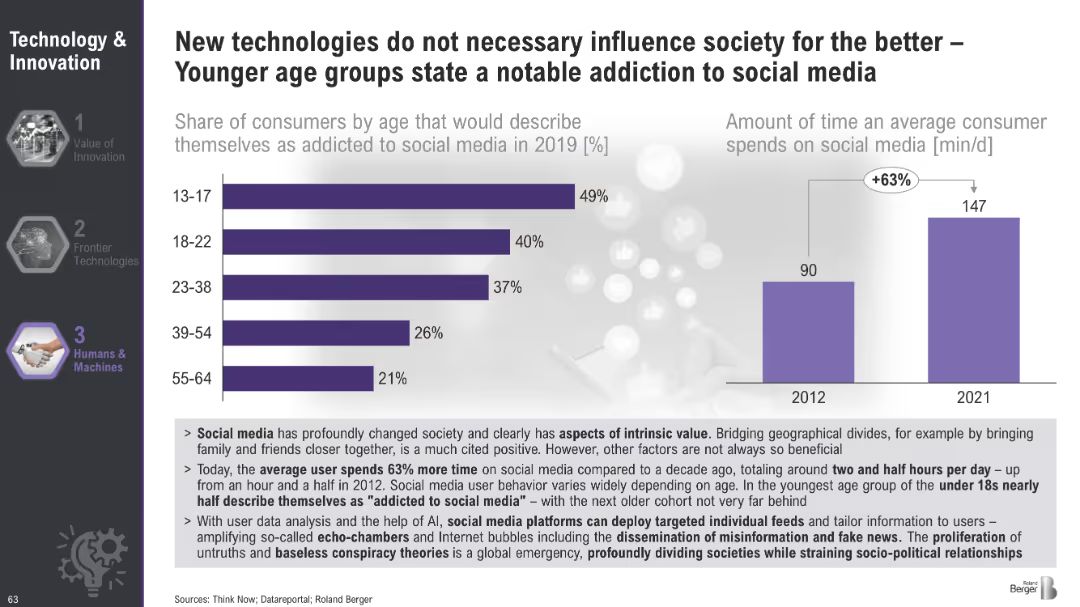 Technology &
Innovation
1
Value of
Innovation
2
Frontier
Technologies
3
Humans &
Machines
New technologies do not necessary influence society for the better –
Younger age groups state a notable addiction to social media
Share of consumers by age that would describe
themselves as addicted to social media in 2019 [%]
13-17
49%
18-22
40%
23-38
37%
39-54
26%
55-64
21%
Amount of time an average consumer
spends on social media [min/d]
+63%
90
147
2012
2021
> Social media has profoundly changed society and clearly has aspects of intrinsic value. Bridging geographical divides, for example by bringing
family and friends closer together, is a much cited positive. However, other factors are not always so beneficial
> Today, the average user spends 63% more time on social media compared to a decade ago, totaling around two and half hours per day – up
from an hour and a half in 2012. Social media user behavior varies widely depending on age. In the youngest age group of the under 18s nearly
half describe themselves as "addicted to social media" – with the next older cohort not very far behind
> With user data analysis and the help of AI, social media platforms can deploy targeted individual feeds and tailor information to users –
amplifying so-called echo-chambers and Internet bubbles including the dissemination of misinformation and fake news. The proliferation of
untruths and baseless conspiracy theories is a global emergency, profoundly dividing societies while straining socio-political relationships
63
Sources: Think Now; Datareportal; Roland Berger
Roland
Berger
B